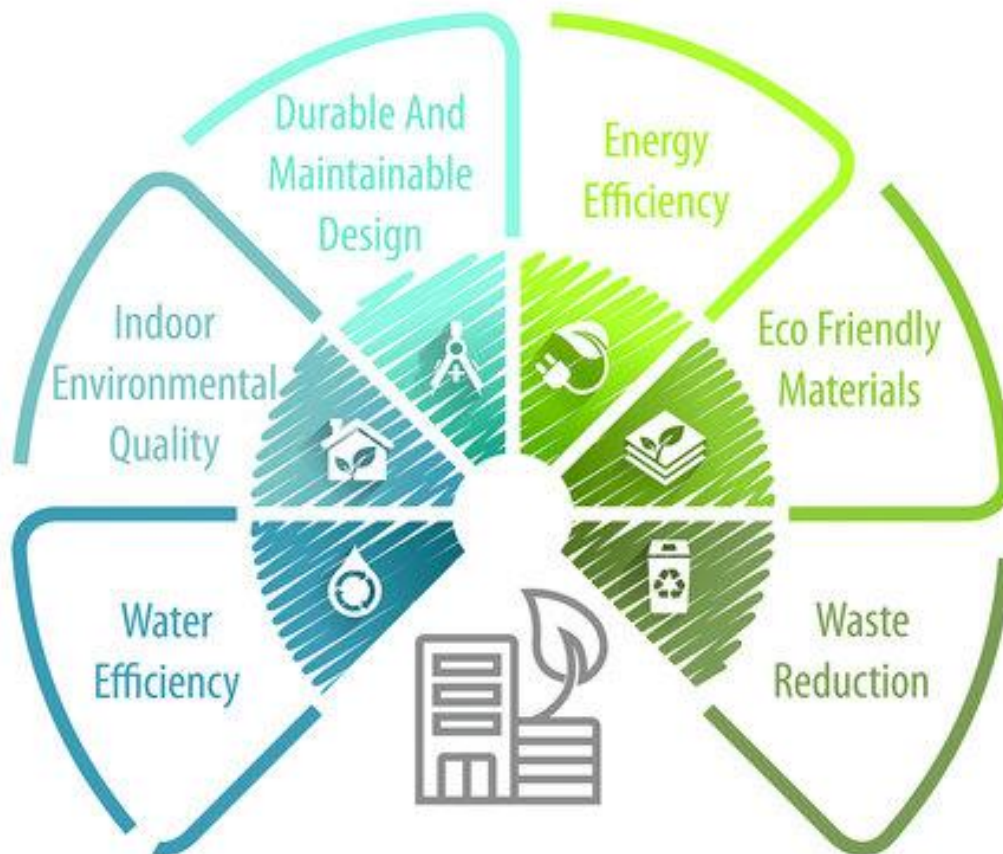 Durable And
Maintainable
Design
Energy
Efficiency
Indoor
Environmental
Quality
Eco Friendly
Materials
Water
Efficiency
Waste
Reduction